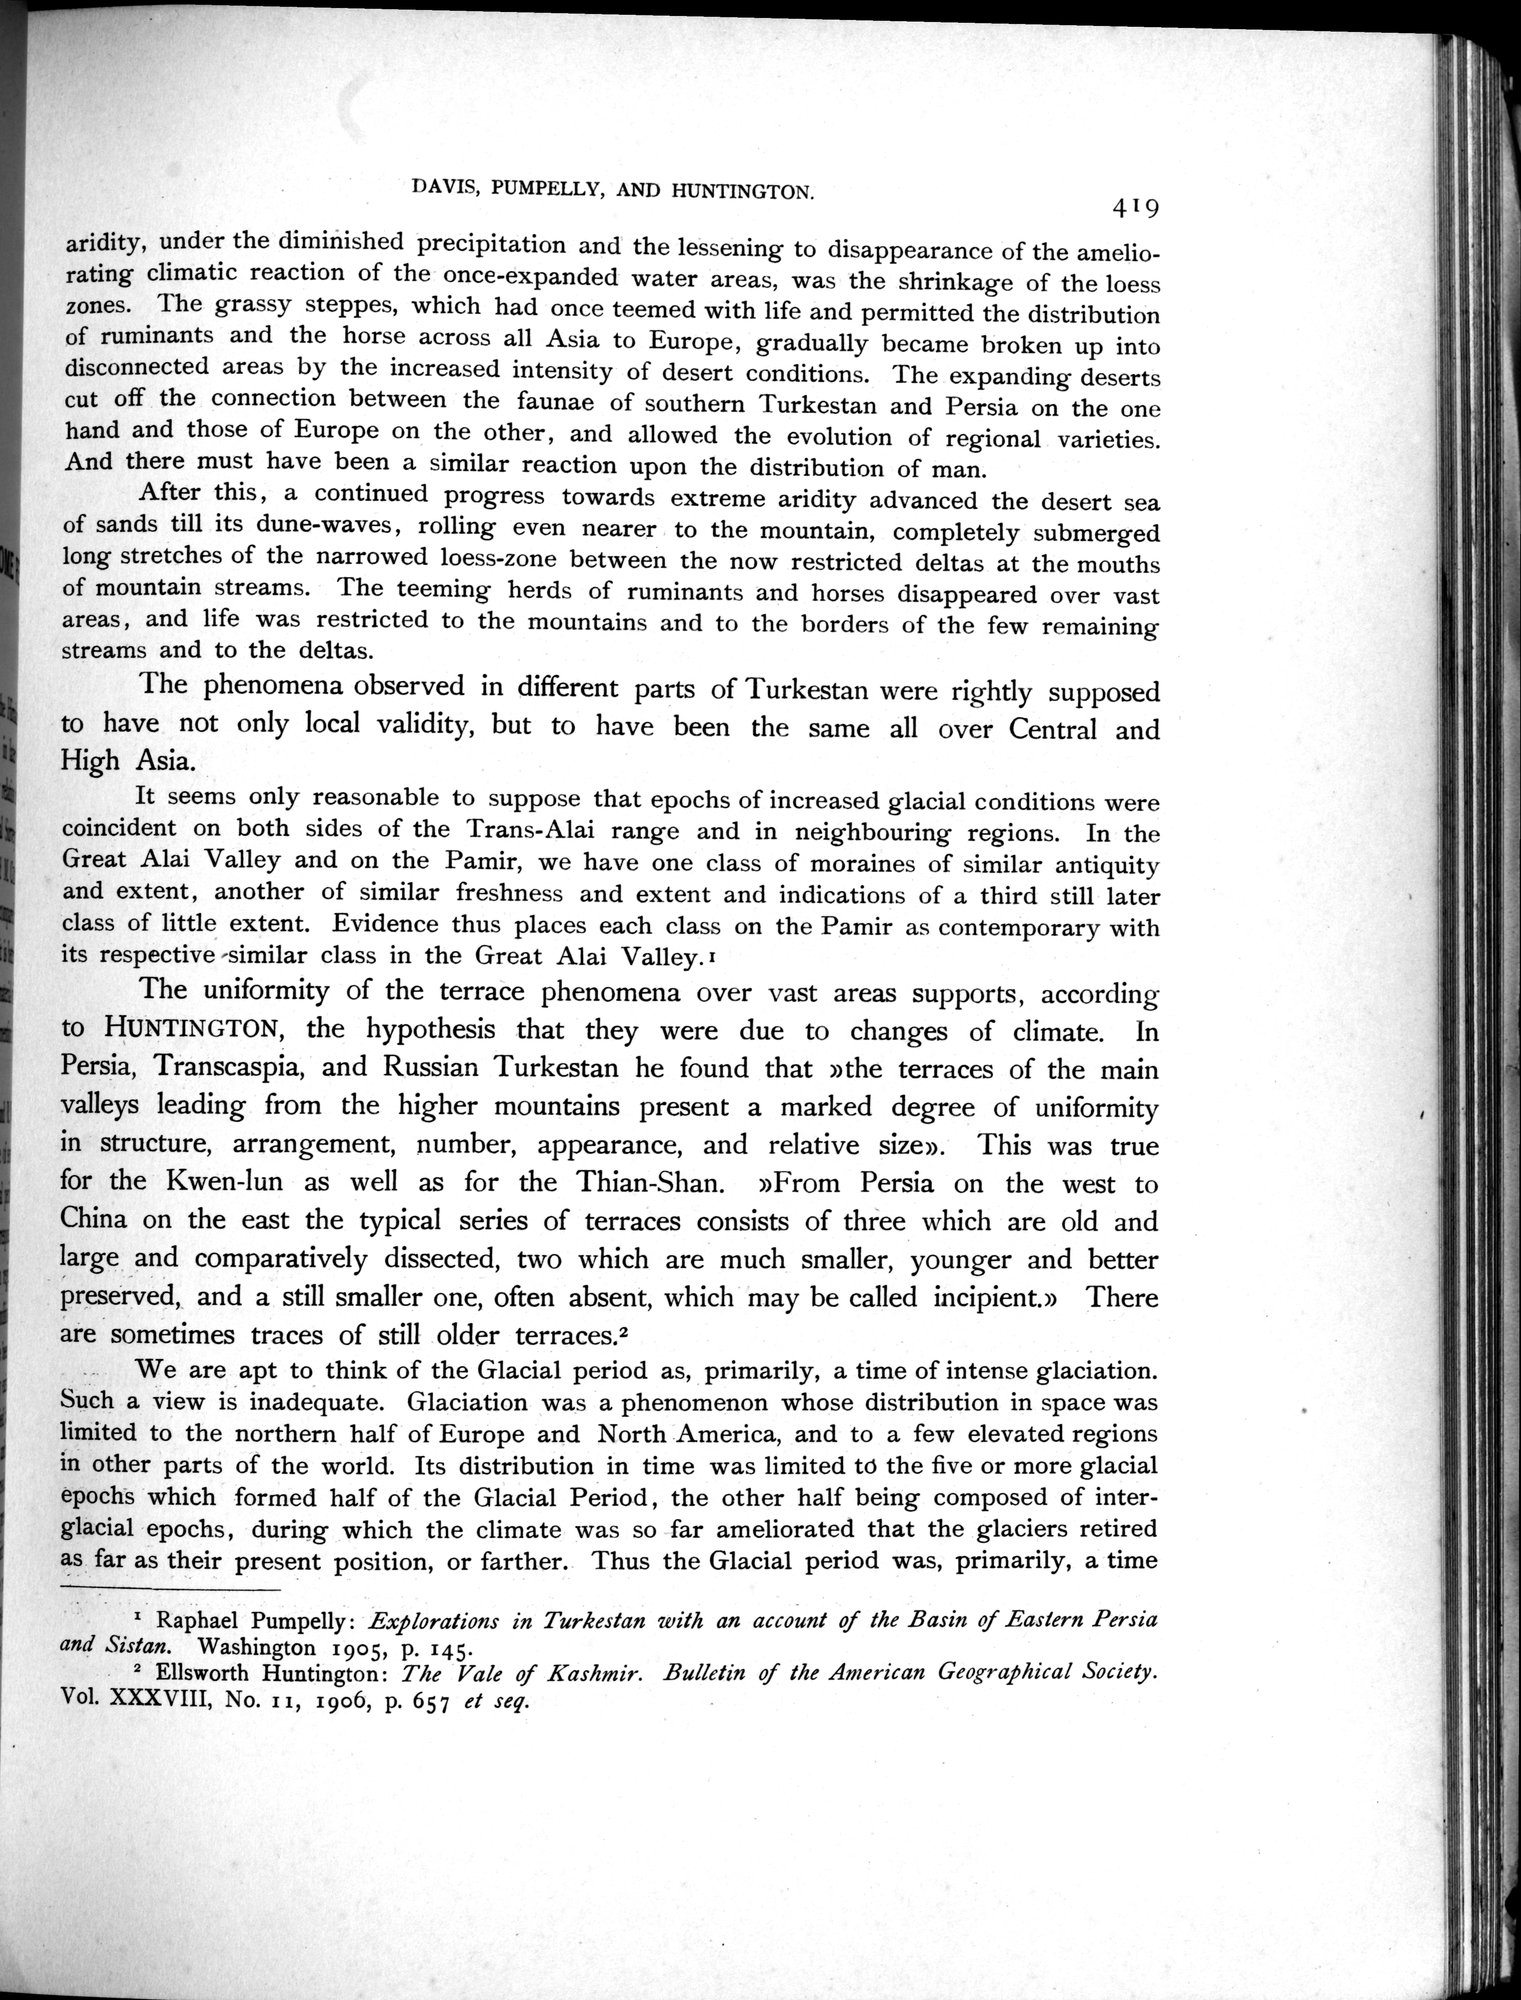 DAVIS, PUMPELLY, AND HUNTINGTON.
419
aridity, under the diminished precipitation and the lessening to disappearance of the amelio-
rating climatic reaction of the once-expanded water areas, was the shrinkage of the loess
zones. The grassy steppes, which had once teemed with life and permitted the distribution
of ruminants and the horse across all Asia to Europe, gradually became broken up into
disconnected areas by the increased intensity of desert conditions. The expanding deserts
cut off the connection between the faunae of southern Turkestan and Persia on the one
hand and those of Europe on the other, and allowed the evolution of regional varieties.
And there must have been a similar reaction upon the distribution of man.
After this, a continued progress towards extreme aridity advanced the desert sea
of sands till its dune-waves, rolling even nearer to the mountain, completely submerged
long stretches of the narrowed loess-zone between the now restricted deltas at the mouths
of mountain streams. The teeming herds of ruminants and horses disappeared over vast
areas, and life was restricted to the mountains and to the borders of the few remaining
streams and to the deltas.
The phenomena observed in different parts of Turkestan were rightly supposed
to have not only local validity, but to have been the same all over Central and
High Asia.
It seems only reasonable to suppose that epochs of increased glacial conditions were
coincident on both sides of the Trans-Alai range and in neighbouring regions. In the
Great Alai Valley and on the Pamir, we have one class of moraines of similar antiquity
and extent, another of similar freshness and extent and indications of a third still later
class of little extent. Evidence thus places each class on the Pamir as contemporary with
its respective similar class in the Great Alai Valley.¹
The uniformity of the terrace phenomena over vast areas supports, according
to HUNTINGTON, the hypothesis that they were due to changes of climate. In
Persia, Transcaspia, and Russian Turkestan he found that »the terraces of the main
valleys leading from the higher mountains present a marked degree of uniformity
in structure, arrangement, number, appearance, and relative size». This was true
for the Kwen-lun as well as for the Thian-Shan. »From Persia on the west to
China on the east the typical series of terraces consists of three which are old and
large and comparatively dissected, two which are much smaller, younger and better
preserved, and a still smaller one, often absent, which may be called incipient.» There
are sometimes traces of still older terraces.²
We are apt to think of the Glacial period as, primarily, a time of intense glaciation.
Such a view is inadequate. Glaciation was a phenomenon whose distribution in space was
limited to the northern half of Europe and North America, and to a few elevated regions
in other parts of the world. Its distribution in time was limited to the five or more glacial
epochs which formed half of the Glacial Period, the other half being composed of inter-
glacial epochs, during which the climate was so far ameliorated that the glaciers retired
as far as their present position, or farther. Thus the Glacial period was, primarily, a time
¹ Raphael Pumpelly: Explorations in Turkestan with an account of the Basin of Eastern Persia
and Sistan. Washington 1905, p. 145.
² Ellsworth Huntington: The Vale of Kashmir. Bulletin of the American Geographical Society.
Vol. XXXVIII, No. 11, 1906, p. 657 et seq.